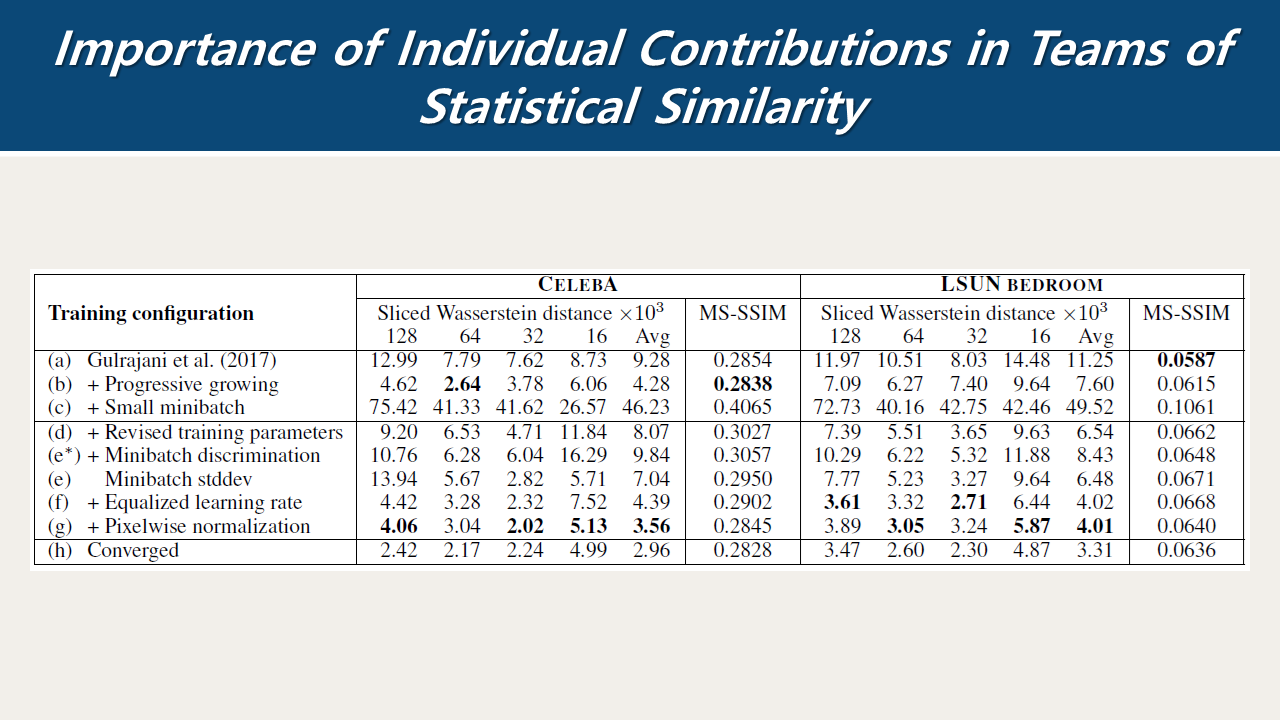 Importance of Individual Contributions in Teams of
Statistical Similarity
CELEBA LSUN BEDROOM
Training configuration Sliced Wasserstein distance ×10³ MS-SSIM Sliced Wasserstein distance ×10³ MS-SSIM
128 64 32 16 Avg 128 64 32 16 Avg
(a) Gulrajani et al. (2017) 12.99 7.79 7.62 8.73 9.28 0.2854 11.97 10.51 8.03 14.48 11.25 0.0587
(b) + Progressive growing 4.62 2.64 3.78 6.06 4.28 0.2838 7.09 6.27 7.40 9.64 7.60 0.0615
(c) + Small minibatch 75.42 41.33 41.62 26.57 46.23 0.4065 72.73 40.16 42.75 42.46 49.52 0.1061
(d) + Revised training parameters 9.20 6.53 4.71 11.84 8.07 0.3027 7.39 5.51 3.65 9.63 6.54 0.0662
(e*) + Minibatch discrimination 10.76 6.28 6.04 16.29 9.84 0.3057 10.29 6.22 5.32 11.88 8.43 0.0648
(e) Minibatch stddev 13.94 5.67 2.82 5.71 7.04 0.2950 7.77 5.23 3.27 9.64 6.48 0.0671
(f) + Equalized learning rate 4.42 3.28 2.32 7.52 4.39 0.2902 3.61 3.32 2.71 6.44 4.02 0.0668
(g) + Pixelwise normalization 4.06 3.04 2.02 5.13 3.56 0.2845 3.89 3.05 3.24 5.87 4.01 0.0640
(h) Converged 2.42 2.17 2.24 4.99 2.96 0.2828 3.47 2.60 2.30 4.87 3.31 0.0636